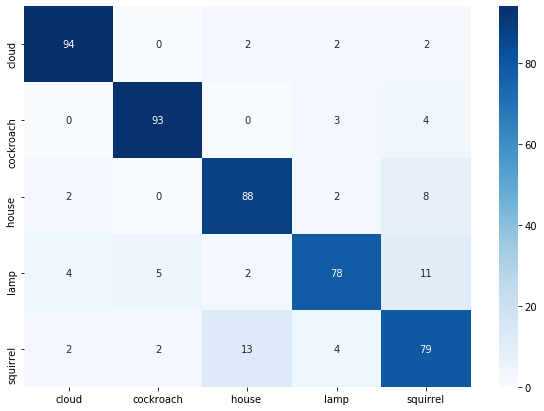 cloud 94 0 2 2 2
cockroach 0 93 0 3 4
house 2 0 88 2 8
lamp 4 5 2 78 11
squirrel 2 2 13 4 79
cloud cockroach house lamp squirrel
80
60
40
20
0